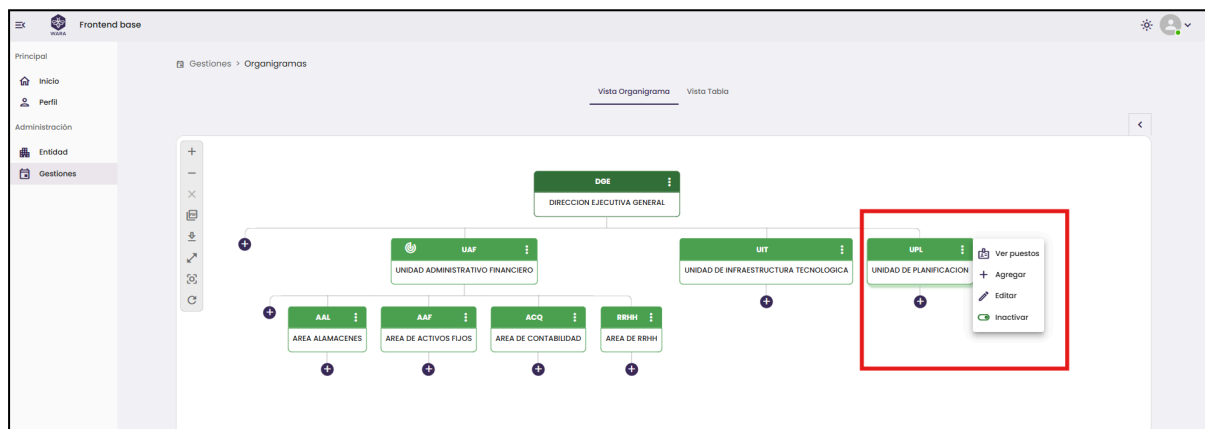 WARA
Frontend base
Principal
Inicio
Perfil
Administración
Entidad
Gestiones
Gestiones > Organigramas
Vista Organigrama Vista Tabla
DGE
DIRECCION EJECUTIVA GENERAL
UAF
UNIDAD ADMINISTRATIVO FINANCIERO
UIT
UNIDAD DE INFRAESTRUCTURA TECNOLOGICA
UPL
UNIDAD DE PLANIFICACION
Ver puestos
Agregar
Editar
Inactivar
AAL
AREA ALAMACENES
AAF
AREA DE ACTIVOS FIJOS
ACQ
AREA DE CONTABILIDAD
RRHH
AREA DE RRHH